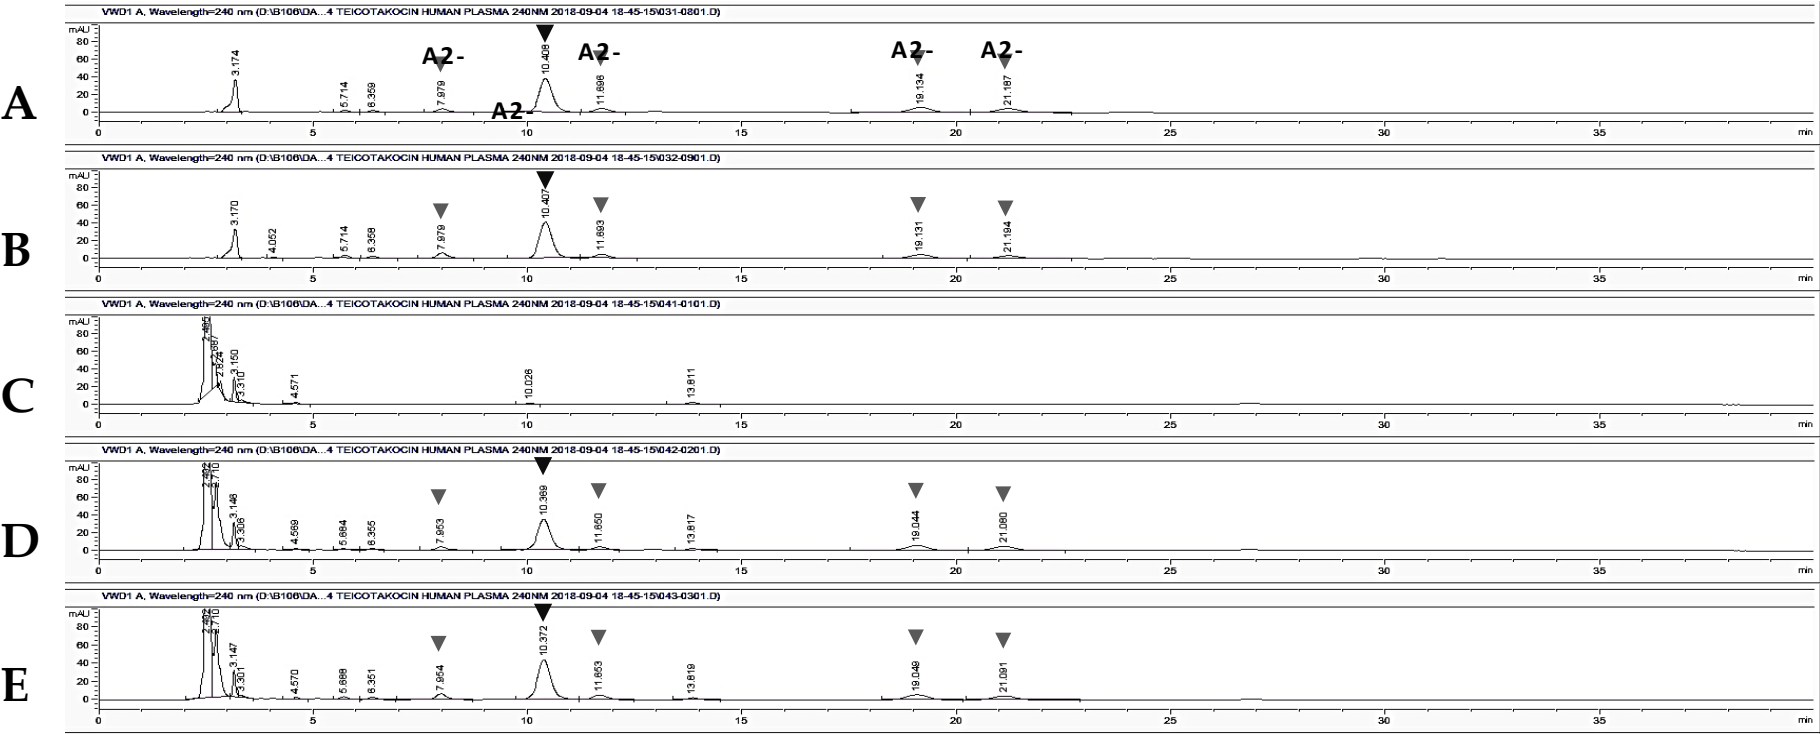 VWD1 A, Wavelength=240 nm (D:\B106\DA...4 TEICOTAKOCIN HUMAN PLASMA 240NM 2018-09-04 18-45-15\031-0801.D)
mAU
80
60
40
20
0
3.174
5.714
6.359
7.979
10.408
11.696
19.134
21.187
A2-
A2-
A2-
A2-
A2-
A
0 5 10 15 20 25 30 35 min
VWD1 A, Wavelength=240 nm (D:\B106\DA...4 TEICOTAKOCIN HUMAN PLASMA 240NM 2018-09-04 18-45-15\032-0901.D)
mAU
80
60
40
20
0
3.170
4.052
5.714
6.358
7.979
10.407
11.693
19.131
21.194
B
0 5 10 15 20 25 30 35 min
VWD1 A, Wavelength=240 nm (D:\B106\DA...4 TEICOTAKOCIN HUMAN PLASMA 240NM 2018-09-04 18-45-15\041-0101.D)
mAU
80
60
40
20
0
3.150
3.310
4.571
10.026
13.811
C
0 5 10 15 20 25 30 35 min
VWD1 A, Wavelength=240 nm (D:\B106\DA...4 TEICOTAKOCIN HUMAN PLASMA 240NM 2018-09-04 18-45-15\042-0201.D)
mAU
80
60
40
20
0
2.710
3.146
3.306
4.569
5.684
6.355
7.953
10.369
11.650
13.817
19.044
21.080
D
0 5 10 15 20 25 30 35 min
VWD1 A, Wavelength=240 nm (D:\B106\DA...4 TEICOTAKOCIN HUMAN PLASMA 240NM 2018-09-04 18-45-15\043-0301.D)
mAU
80
60
40
20
0
2.710
3.147
3.301
4.570
5.688
6.351
7.954
10.372
11.653
13.819
19.049
21.091
E
0 5 10 15 20 25 30 35 min